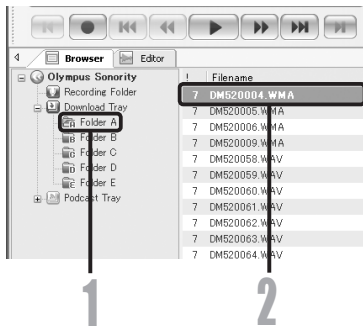 Browser
Editor
Olympus Sonority
Recording Folder
Download Tray
Folder A
Folder B
Folder C
Folder D
Folder E
Podcast Tray
! Filename
7 DM520004.WMA
7 DM520005.WMA
7 DM520006.WMA
7 DM520009.WMA
7 DM520058.WAV
7 DM520059.WAV
7 DM520060.WAV
7 DM520061.WAV
7 DM520062.WAV
7 DM520063.WAV
7 DM520064.WAV
1
2